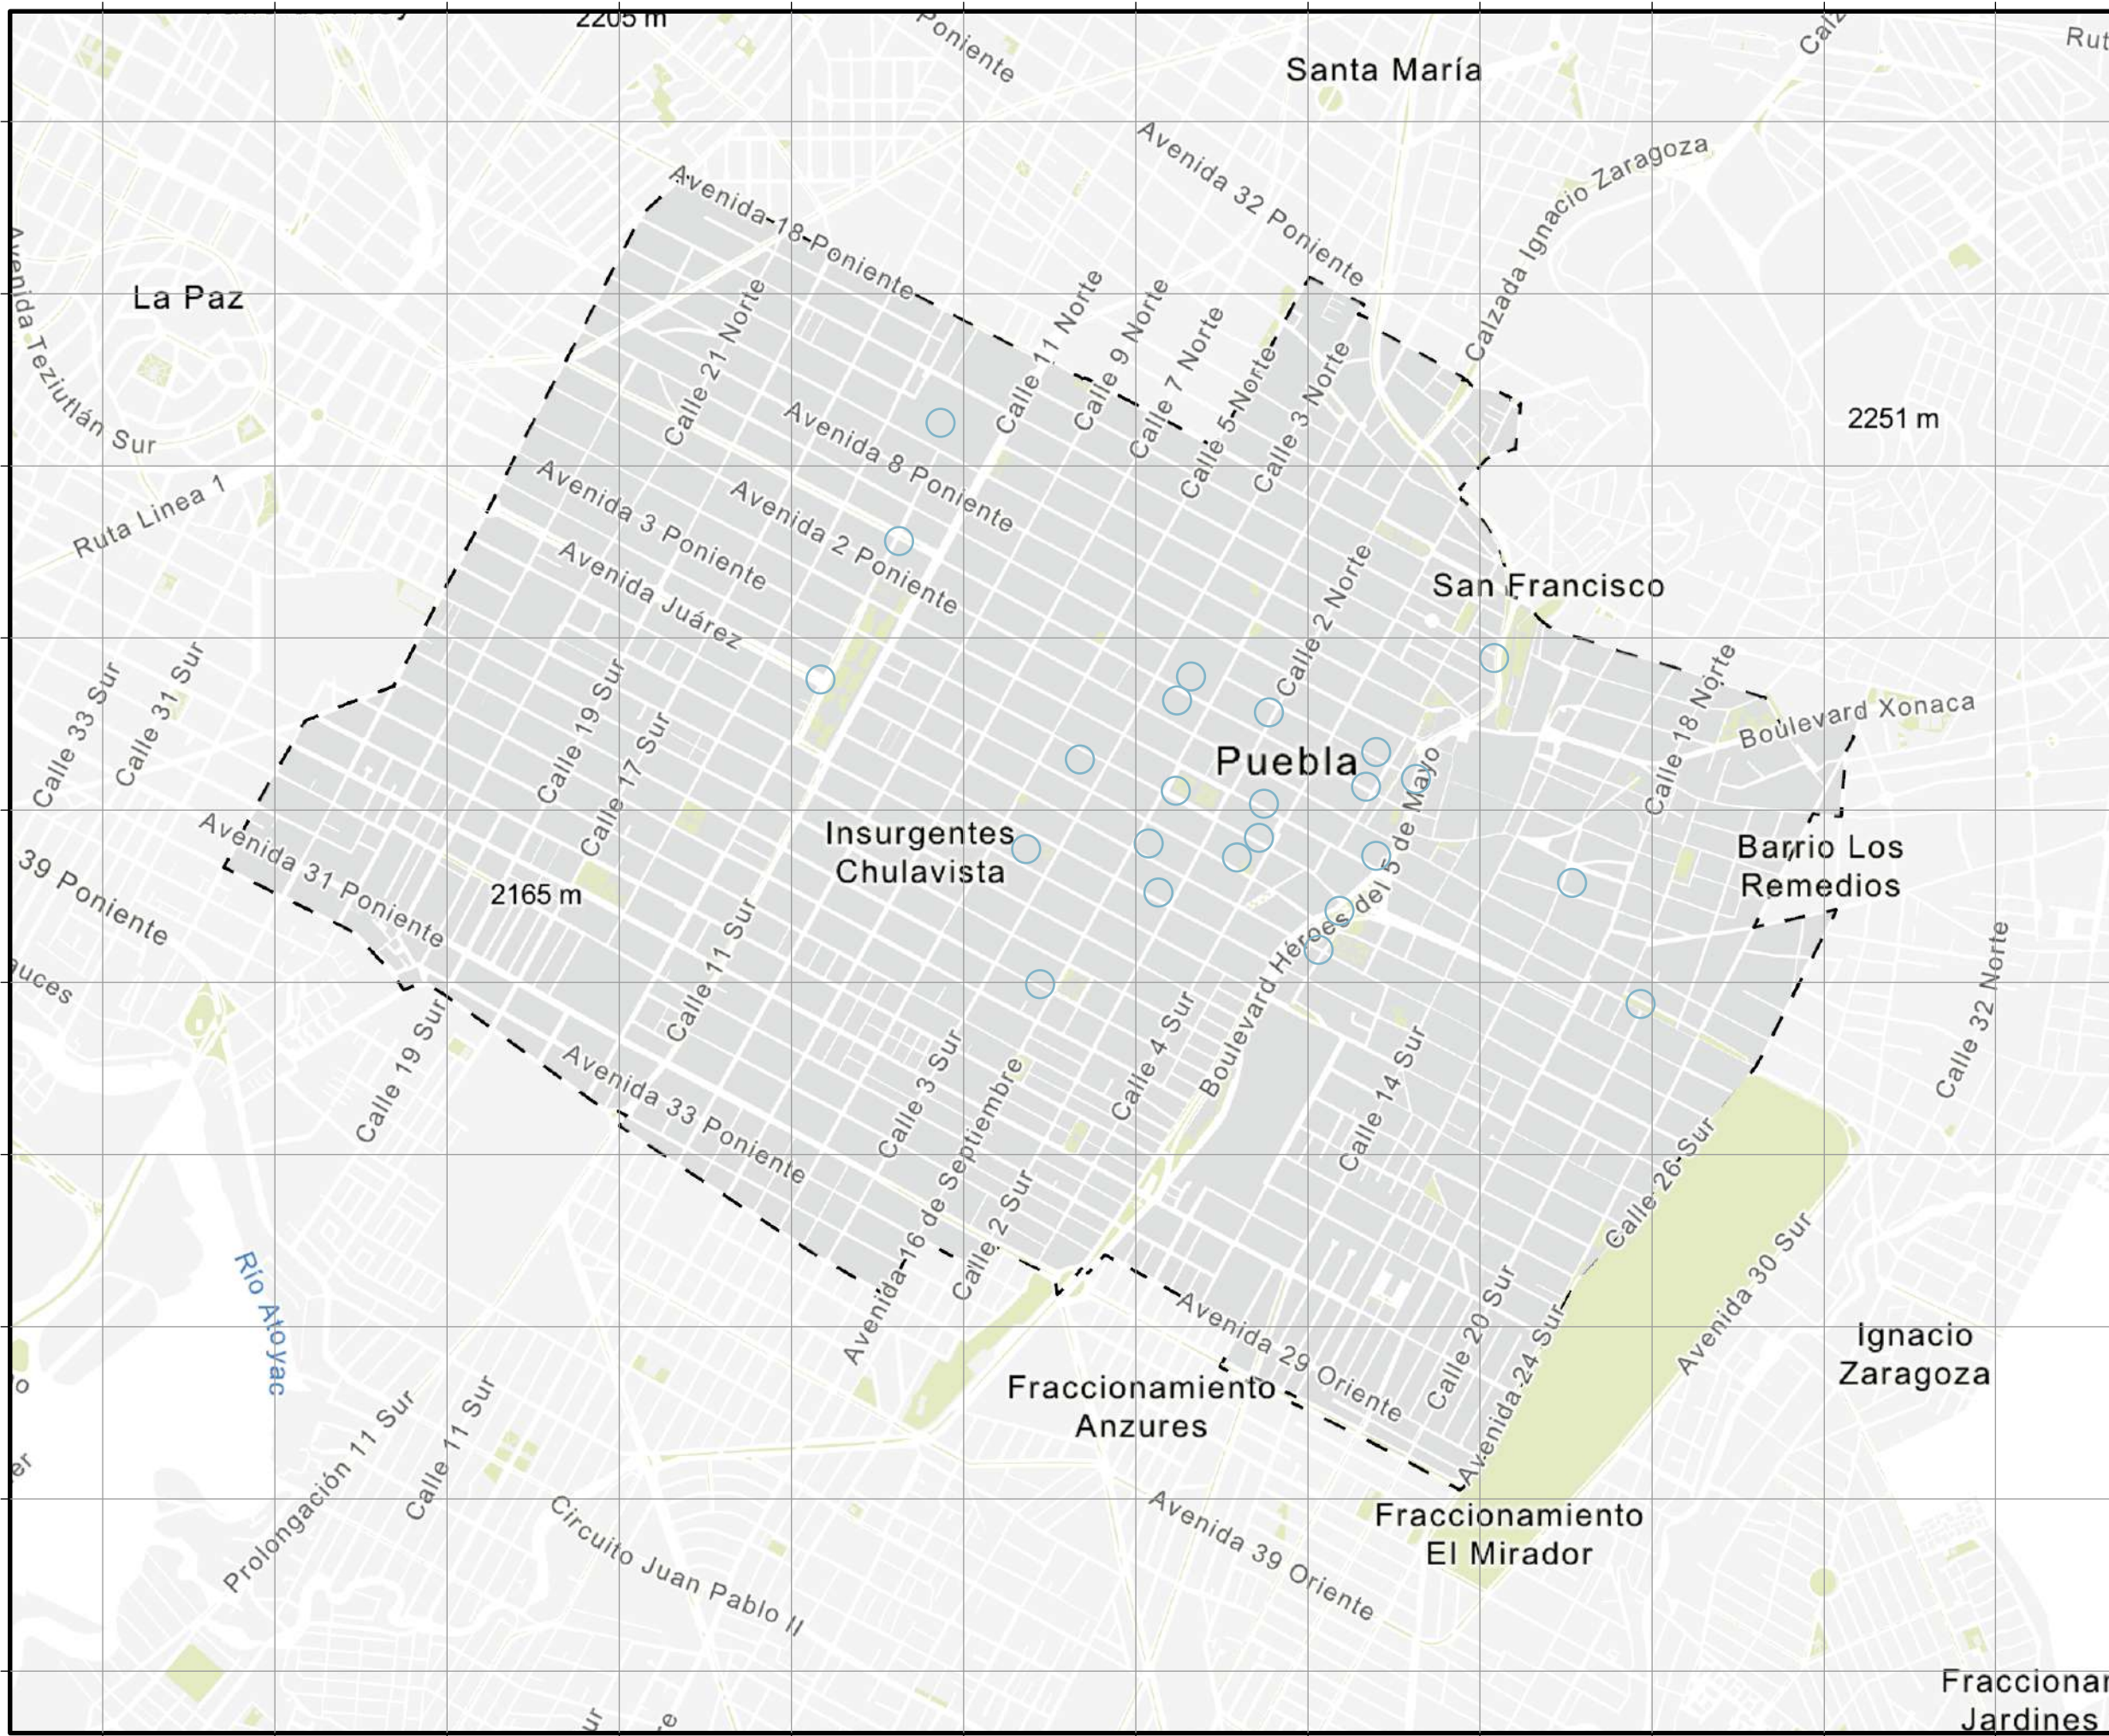 2205 m
Poniente
Santa María
Avenida 32 Poniente
Calzada Ignacio Zaragoza
Avenida 18 Poniente
La Paz
Avenida Teziutlán Sur
Calle 21 Norte
Calle 11 Norte
Calle 9 Norte
Calle 7 Norte
Calle 5 Norte
Calle 3 Norte
2251 m
Avenida 8 Poniente
Avenida 3 Poniente
Avenida 2 Poniente
Ruta Linea 1
Avenida Juárez
Calle 2 Norte
San Francisco
Calle 33 Sur
Calle 31 Sur
Calle 19 Sur
Calle 17 Sur
Calle 18 Norte
Boulevard Xonaca
Puebla
Insurgentes
Chulavista
Avenida 31 Poniente
39 Poniente
2165 m
Barrio Los
Remedios
Boulevard Héroes del 5 de Mayo
Calle 11 Sur
Calle 32 Norte
Calle 19 Sur
Avenida 33 Poniente
Calle 3 Sur
Avenida 16 de Septiembre
Calle 2 Sur
Calle 4 Sur
Calle 14 Sur
Calle 26 Sur
Avenida 30 Sur
Río Atoyac
Avenida 29 Oriente
Calle 20 Sur
Avenida 24 Sur
Ignacio
Zaragoza
Fraccionamiento
Anzures
Prolongación 11 Sur
Calle 11 Sur
Circuito Juan Pablo II
Avenida 39 Oriente
Fraccionamiento
El Mirador
Jardines